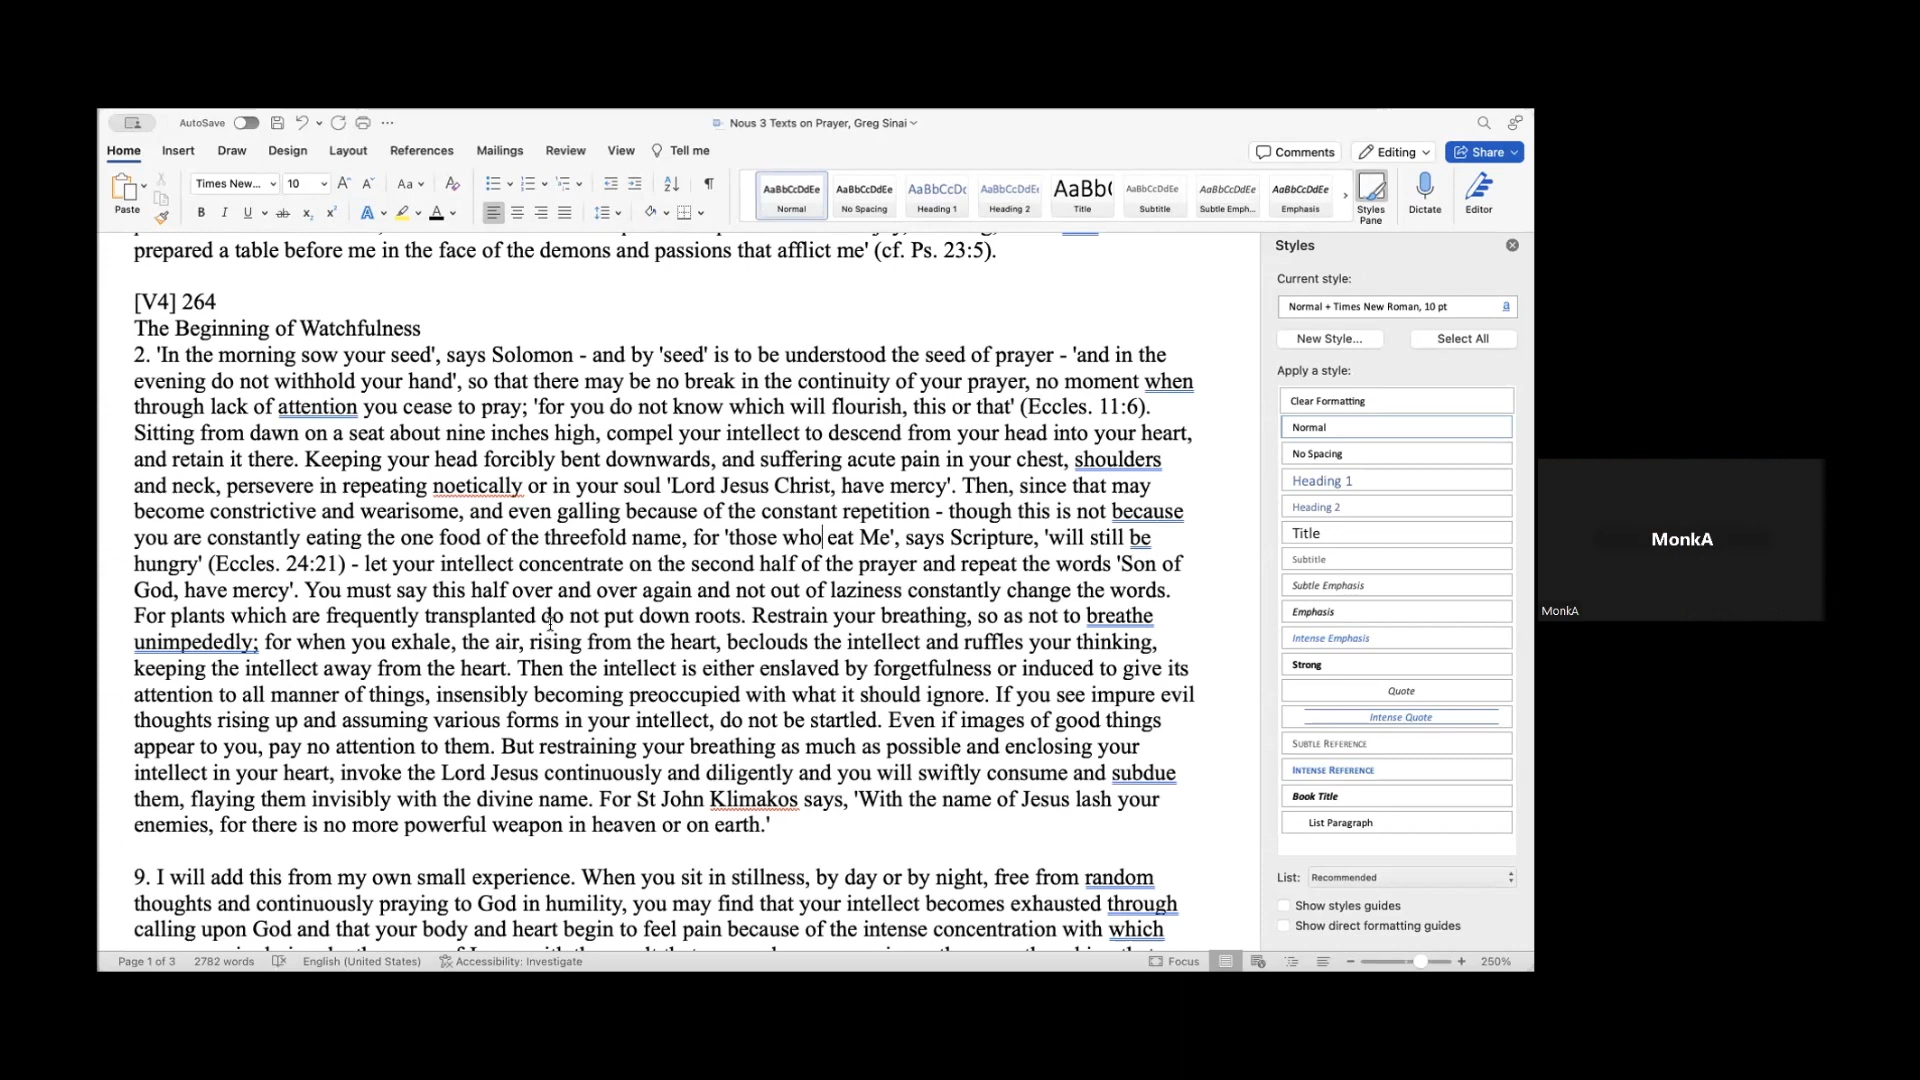 AutoSave
Nous 3 Texts on Prayer, Greg Sinai
Home Insert Draw Design Layout References Mailings Review View Tell me
Comments Editing Share
Paste
Times New... 10
Aa
AaBbCcDdEe Normal
AaBbCcDdEe No Spacing
AaBbCcDc Heading 1
AaBbCcDdEe Heading 2
AaBb( Title
AaBbCcDdEe Subtitle
AaBbCcDdEe Subtle Emph...
AaBbCcDdEe Emphasis
Styles Pane
Dictate
Editor
prepared a table before me in the face of the demons and passions that afflict me' (cf. Ps. 23:5).
[V4] 264
The Beginning of Watchfulness
2. 'In the morning sow your seed', says Solomon - and by 'seed' is to be understood the seed of prayer - 'and in the
evening do not withhold your hand', so that there may be no break in the continuity of your prayer, no moment when
through lack of attention you cease to pray; 'for you do not know which will flourish, this or that' (Eccles. 11:6).
Sitting from dawn on a seat about nine inches high, compel your intellect to descend from your head into your heart,
and retain it there. Keeping your head forcibly bent downwards, and suffering acute pain in your chest, shoulders
and neck, persevere in repeating noetically or in your soul 'Lord Jesus Christ, have mercy'. Then, since that may
become constrictive and wearisome, and even galling because of the constant repetition - though this is not because
you are constantly eating the one food of the threefold name, for 'those who eat Me', says Scripture, 'will still be
hungry' (Eccles. 24:21) - let your intellect concentrate on the second half of the prayer and repeat the words 'Son of
God, have mercy'. You must say this half over and over again and not out of laziness constantly change the words.
For plants which are frequently transplanted do not put down roots. Restrain your breathing, so as not to breathe
unimpededly; for when you exhale, the air, rising from the heart, beclouds the intellect and ruffles your thinking,
keeping the intellect away from the heart. Then the intellect is either enslaved by forgetfulness or induced to give its
attention to all manner of things, insensibly becoming preoccupied with what it should ignore. If you see impure evil
thoughts rising up and assuming various forms in your intellect, do not be startled. Even if images of good things
appear to you, pay no attention to them. But restraining your breathing as much as possible and enclosing your
intellect in your heart, invoke the Lord Jesus continuously and diligently and you will swiftly consume and subdue
them, flaying them invisibly with the divine name. For St John Klimakos says, 'With the name of Jesus lash your
enemies, for there is no more powerful weapon in heaven or on earth.'
9. I will add this from my own small experience. When you sit in stillness, by day or by night, free from random
thoughts and continuously praying to God in humility, you may find that your intellect becomes exhausted through
calling upon God and that your body and heart begin to feel pain because of the intense concentration with which
Styles
Current style:
Normal + Times New Roman, 10 pt
New Style... Select All
Apply a style:
Clear Formatting
Normal
No Spacing
Heading 1
Heading 2
Title
Subtitle
Subtle Emphasis
Emphasis
Intense Emphasis
Strong
Quote
Intense Quote
SUBTLE REFERENCE
INTENSE REFERENCE
Book Title
List Paragraph
List: Recommended
Show styles guides
Show direct formatting guides
Page 1 of 3 2782 words English (United States) Accessibility: Investigate Focus 250%
MonkA
MonkA